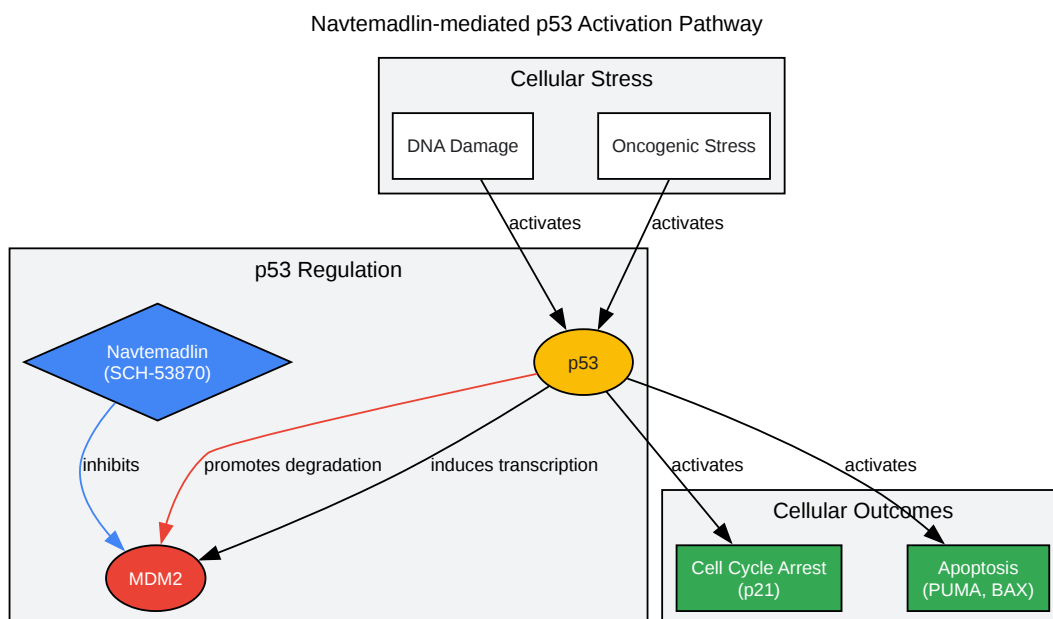 Navtemadlin-mediated p53 Activation Pathway
Cellular Stress
DNA Damage
Oncogenic Stress
activates
activates
p53 Regulation
Navtemadlin
(SCH-53870)
p53
inhibits
promotes degradation
induces transcription
activates
activates
Cellular Outcomes
MDM2
Cell Cycle Arrest
(p21)
Apoptosis
(PUMA, BAX)